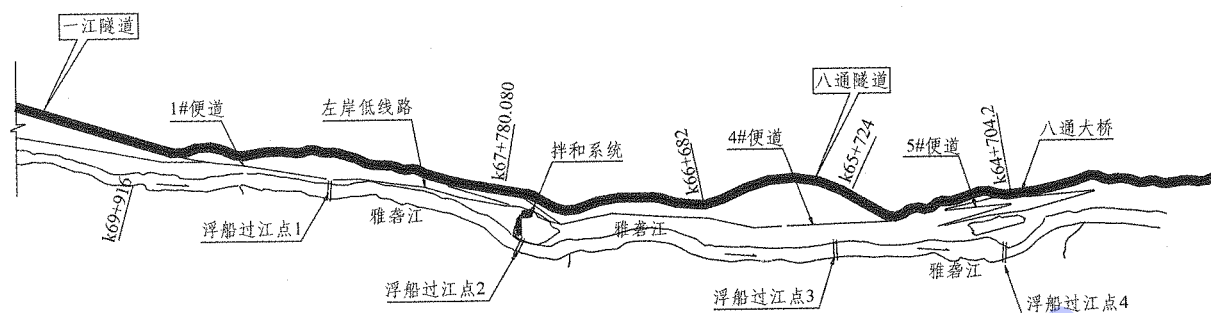 一江隧道
1#便道
左岸低线路
k67+780.080
拌和系统
k66+682
4#便道
八通隧道
k65+724
5#便道
k64+704.2
八通大桥
k69+916
浮船过江点1
雅砻江
浮船过江点2
雅砻江
浮船过江点3
雅砻江
浮船过江点4